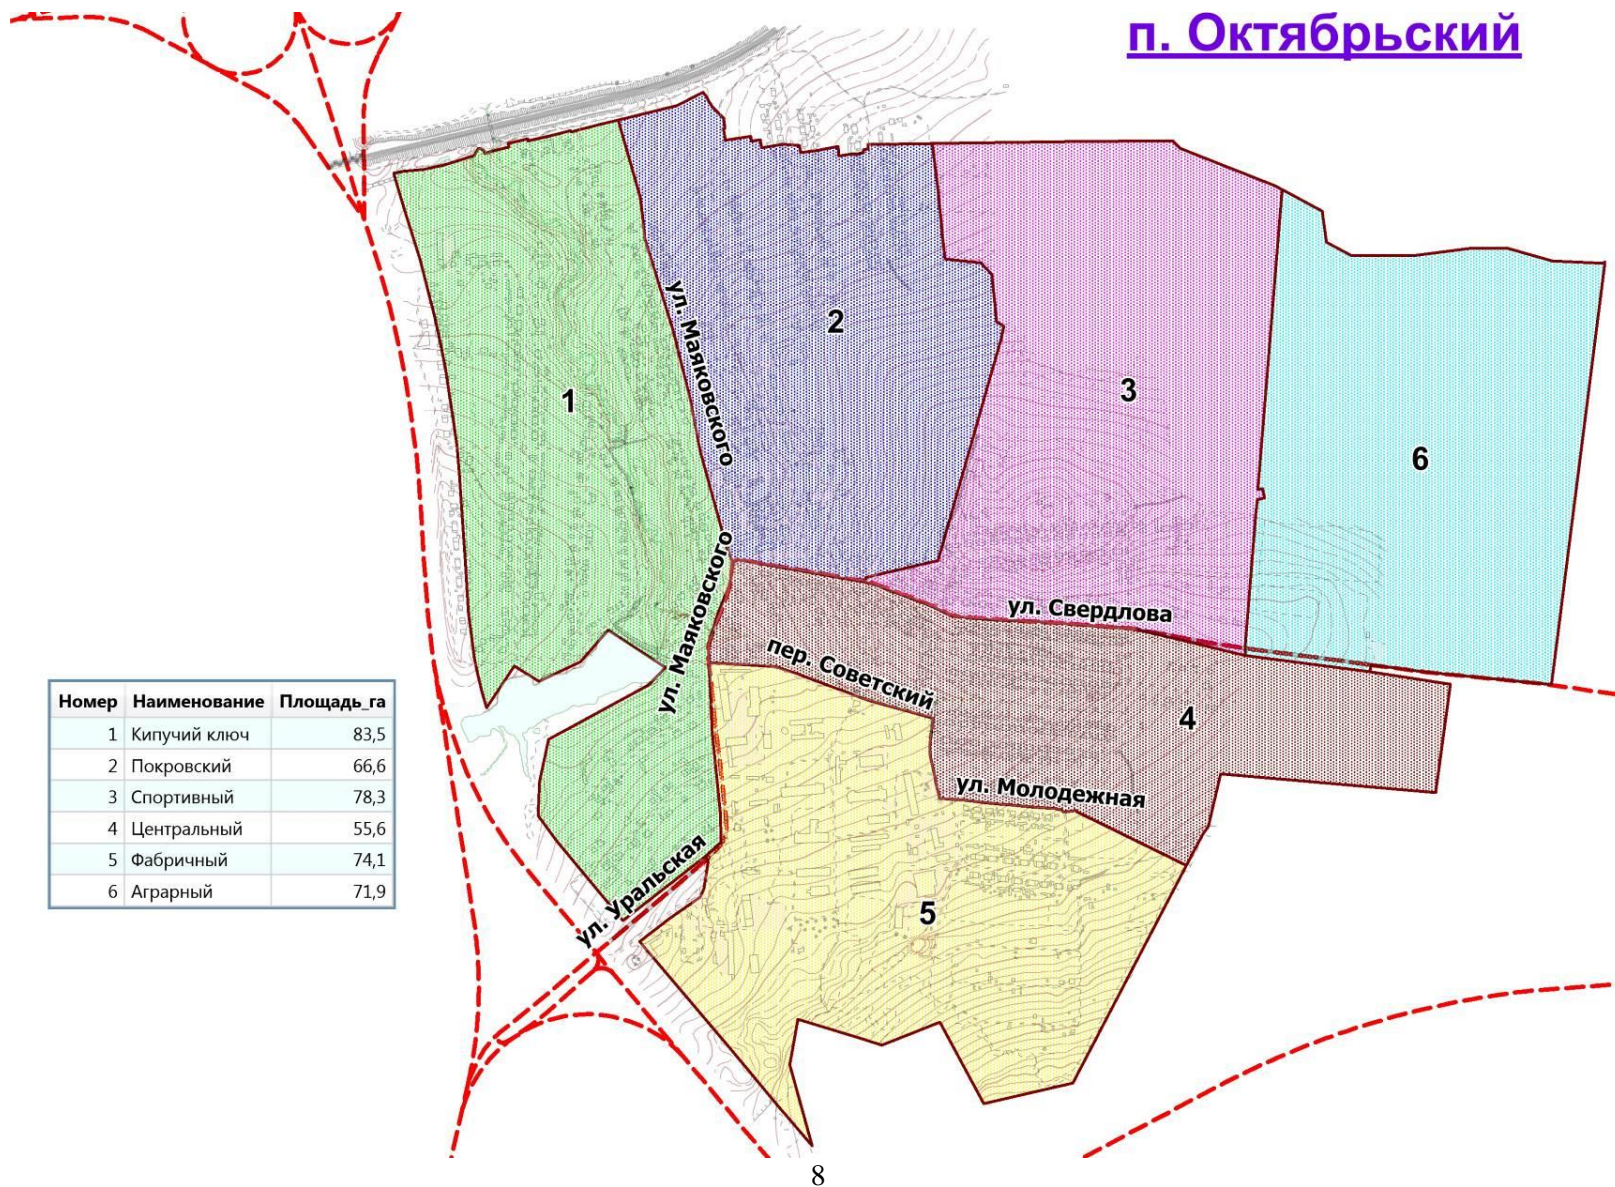 п. Октябрьский
ул. Маяковского
2
3
1
6
ул. Маяковского
ул. Свердлова
пер. Советский
4
ул. Молодежная
ул. Уральская
5
Номер Наименование Площадь_га
1 Кипучий ключ 83,5
2 Покровский 66,6
3 Спортивный 78,3
4 Центральный 55,6
5 Фабричный 74,1
6 Аграрный 71,9
8